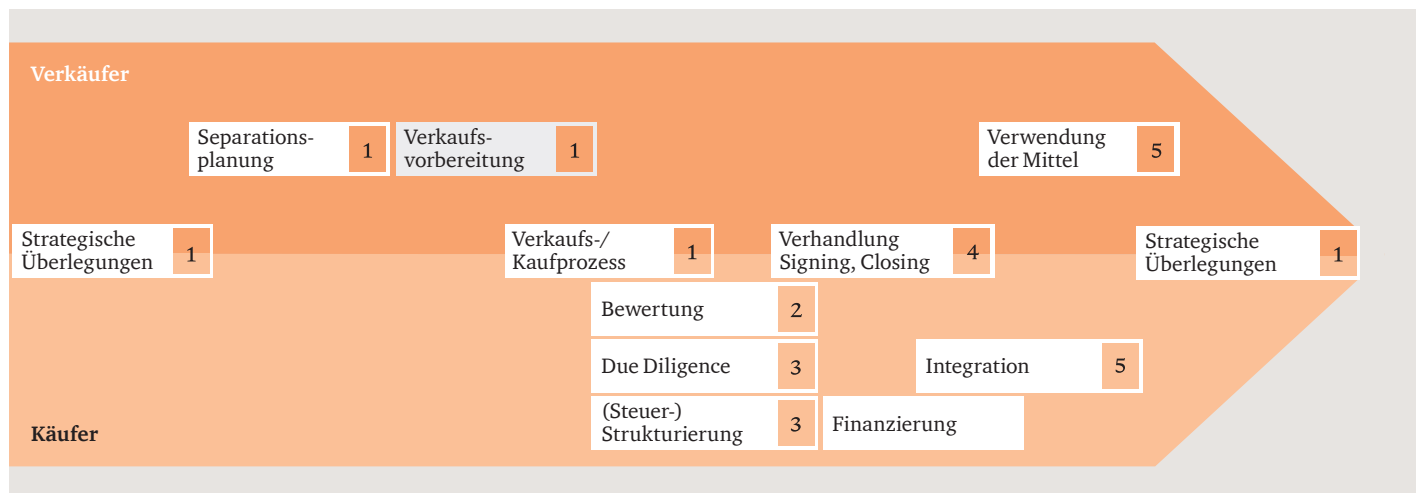 Verkäufer
Separations-
planung
1
Verkaufs-
vorbereitung
1
Verwendung
der Mittel
5
Strategische
Überlegungen
1
Verkaufs-/
Kaufprozess
1
Verhandlung
Signing, Closing
4
Strategische
Überlegungen
1
Bewertung
2
Due Diligence
3
Integration
5
(Steuer-)
Strukturierung
3
Finanzierung
Käufer